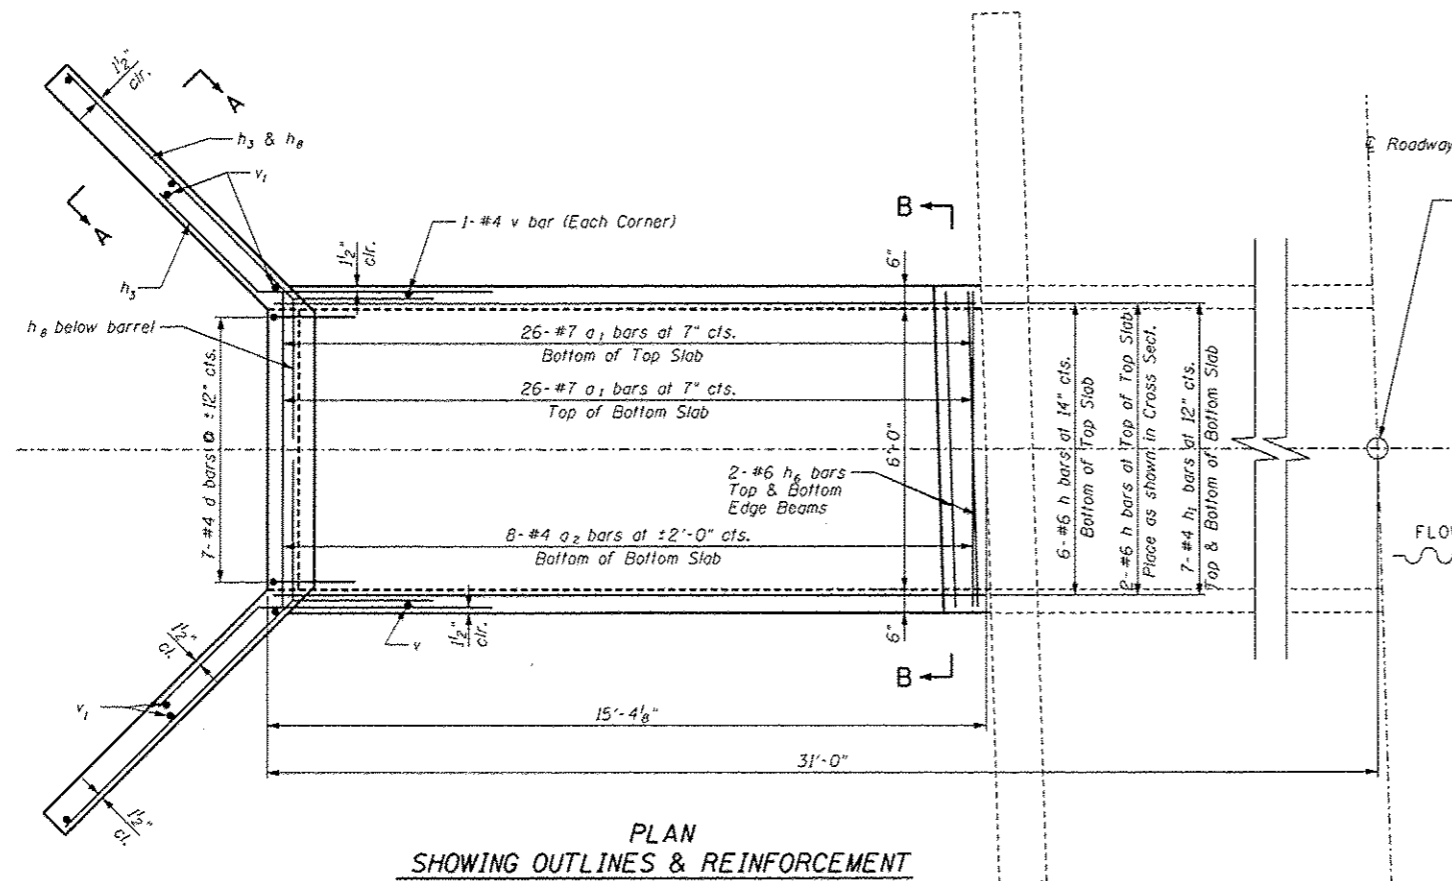 1½"
clr.
A
h3 & h8
v1
A
h3
1- #4 v bar (Each Corner)
1½"
clr.
h8 below barrel
B
6"
℄ Roadway
26- #7 a1 bars at 7" cts.
Bottom of Top Slab
26- #7 a1 bars at 7" cts.
Top of Bottom Slab
7- #4 d bars @ ±12" cts.
6'-0"
2- #6 h6 bars
Top & Bottom
Edge Beams
8- #4 a2 bars at ±2'-0" cts.
Bottom of Bottom Slab
6- #6 h bars at 14" cts.
Bottom of Top Slab
2- #6 h bars at Top of Top Slab
Place as shown in Cross Sect.
7- #4 h1 bars at 12" cts.
Top & Bottom of Bottom Slab
FLO
1½"
cl.
v
1½"
clr.
6"
B
v1
15'-4⅛"
31'-0"
1½"
cl.
PLAN
SHOWING OUTLINES & REINFORCEMENT